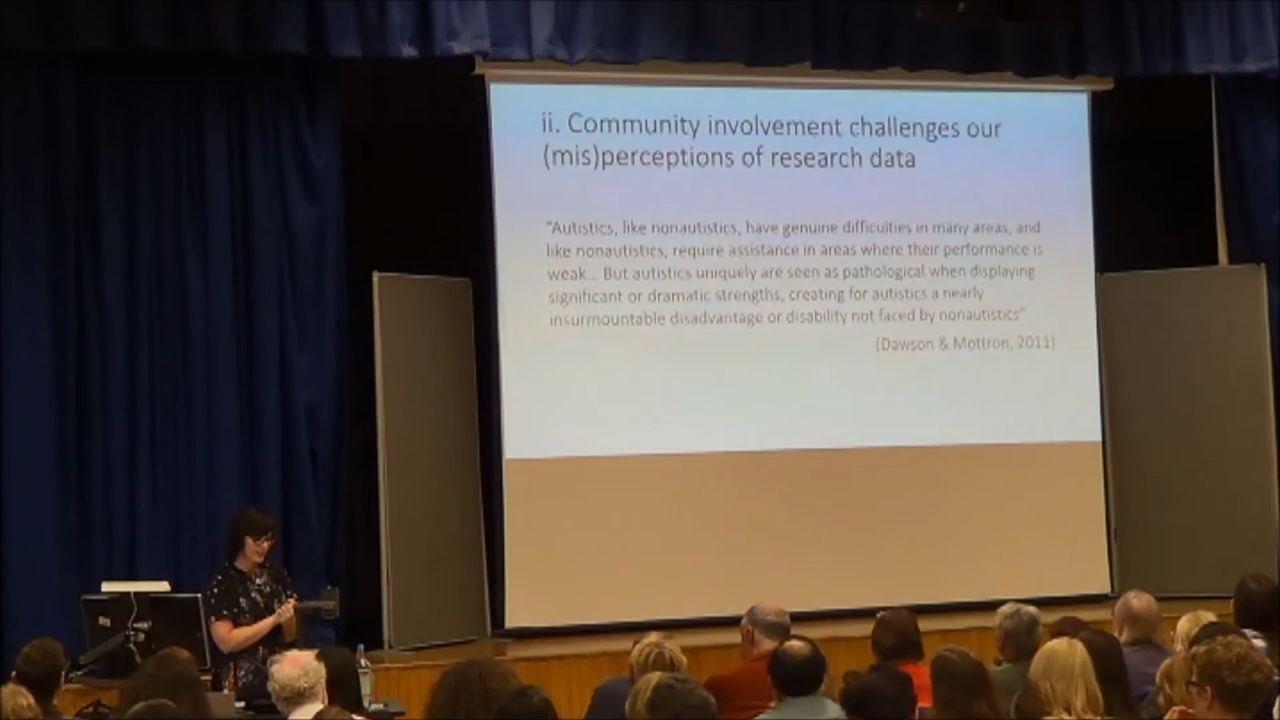 ii. Community involvement challenges our
(mis)perceptions of research data
"Autistics, like nonautistics, have genuine difficulties in many areas, and
like nonautistics, require assistance in areas where their performance is
weak... But autistics uniquely are seen as pathological when displaying
significant or dramatic strengths, creating for autistics a nearly
insurmountable disadvantage or disability not faced by nonautistics"
(Dawson & Mottron, 2011)